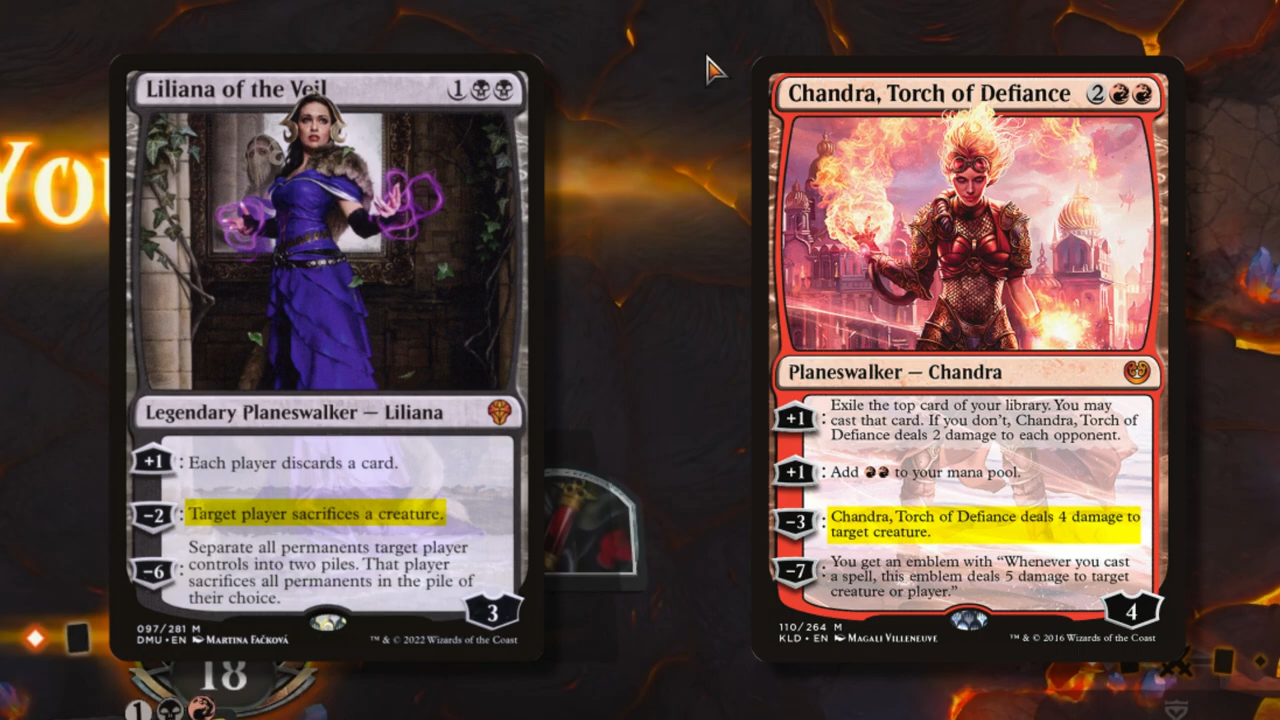 You
Liliana of the Veil 1
Legendary Planeswalker — Liliana
+1 : Each player discards a card.
−2 : Target player sacrifices a creature.
Separate all permanents target player
controls into two piles. That player
−6 : sacrifices all permanents in the pile of
their choice.
3
097/281 M
DMU • EN Martina Fačková
™ & © 2022 Wizards of the Coast
18
1
Chandra, Torch of Defiance 2
Planeswalker — Chandra
Exile the top card of your library. You may
+1 : cast that card. If you don't, Chandra, Torch of
Defiance deals 2 damage to each opponent.
+1 : Add to your mana pool.
−3 : Chandra, Torch of Defiance deals 4 damage to
target creature.
You get an emblem with “Whenever you cast
−7 : a spell, this emblem deals 5 damage to target
creature or player.”
4
110/264 M
KLD • EN Magali Villeneuve
™ & © 2016 Wizards of the Coast